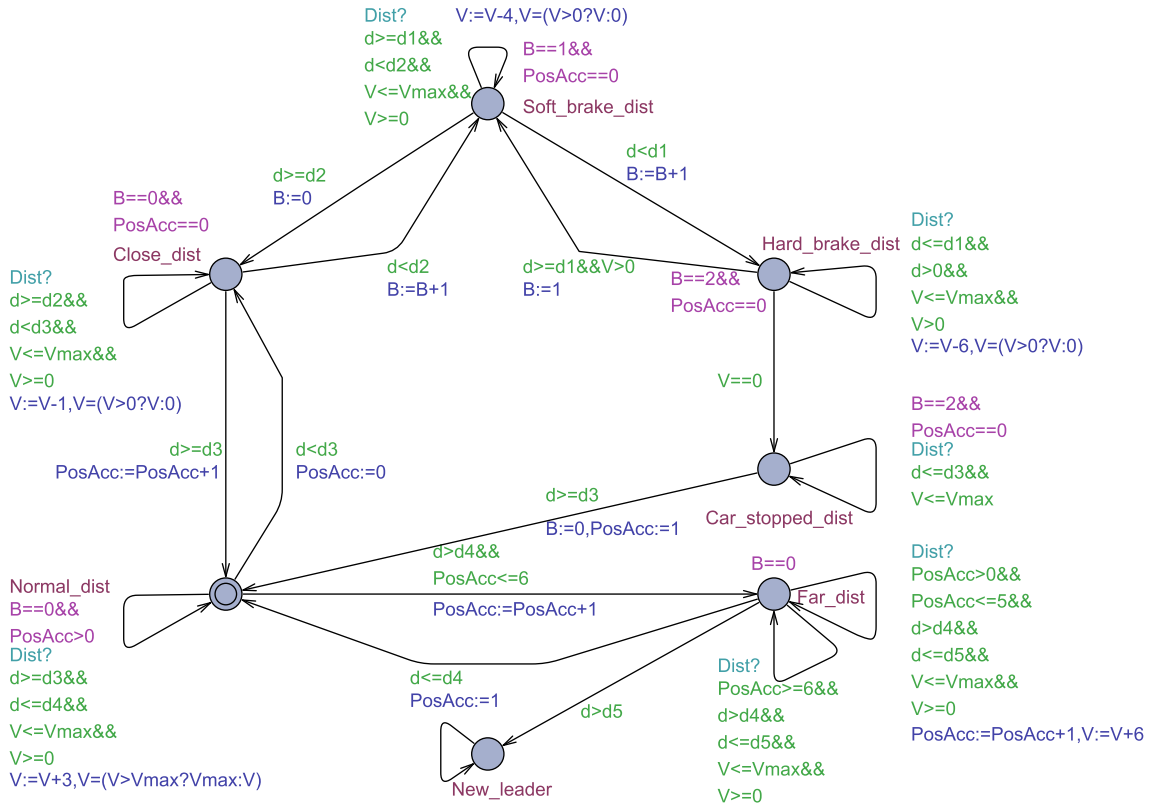 Dist?
d>=d1&&
d<d2&&
V<=Vmax&&
V>=0
V:=V-4,V=(V>0?V:0)
B==1&&
PosAcc==0
Soft_brake_dist
d>=d2
B:=0
d<d1
B:=B+1
B==0&&
PosAcc==0
Close_dist
Dist?
d>=d2&&
d<d3&&
V<=Vmax&&
V>=0
V:=V-1,V=(V>0?V:0)
d<d2
B:=B+1
d>=d1&&V>0
B:=1
Hard_brake_dist
B==2&&
PosAcc==0
Dist?
d<=d1&&
d>0&&
V<=Vmax&&
V>0
V:=V-6,V=(V>0?V:0)
V==0
B==2&&
PosAcc==0
Dist?
d<=d3&&
V<=Vmax
Car_stopped_dist
d>=d3
PosAcc:=PosAcc+1
d<d3
PosAcc:=0
d>=d3
B:=0,PosAcc:=1
d>d4&&
PosAcc<=6
PosAcc:=PosAcc+1
Normal_dist
B==0&&
PosAcc>0
Dist?
d>=d3&&
d<=d4&&
V<=Vmax&&
V>=0
V:=V+3,V=(V>Vmax?Vmax:V)
B==0
Far_dist
Dist?
PosAcc>0&&
PosAcc<=5&&
d>d4&&
d<=d5&&
V<=Vmax&&
V>=0
PosAcc:=PosAcc+1,V:=V+6
d<=d4
PosAcc:=1
d>d5
Dist?
PosAcc>=6&&
d>d4&&
d<=d5&&
V<=Vmax&&
V>=0
New_leader